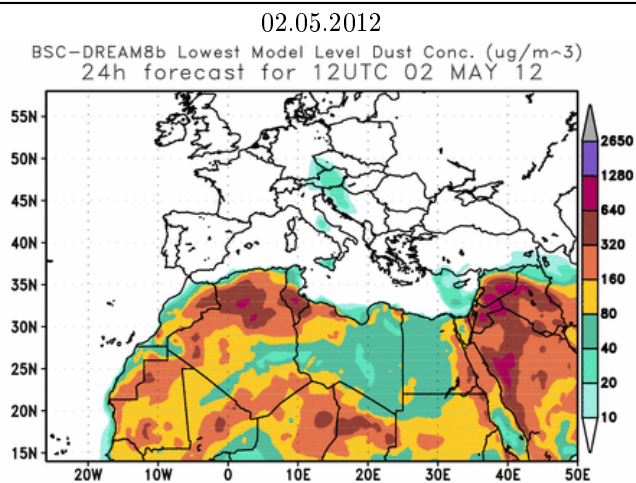 02.05.2012
BSC-DREAM8b Lowest Model Level Dust Conc. (ug/m^3)
24h forecast for 12UTC 02 MAY 12
55N
50N
45N
40N
35N
30N
25N
20N
15N
20W 10W 0 10E 20E 30E 40E 50E
2650
1280
640
320
160
80
40
20
10